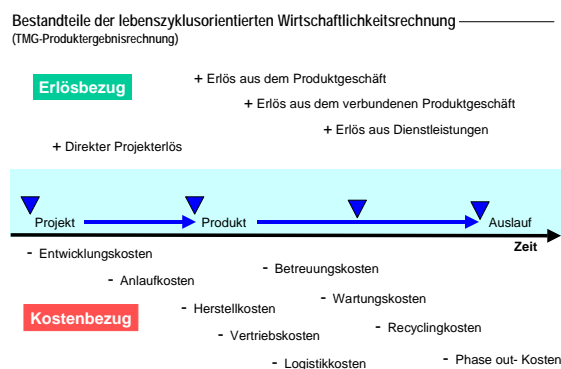 Bestandteile der lebenszyklusorientierten Wirtschaftlichkeitsrechnung
(TMG-Produktergebnisrechnung)
Erlösbezug
+ Erlös aus dem Produktgeschäft
+ Erlös aus dem verbundenen Produktgeschäft
+ Erlös aus Dienstleistungen
+ Direkter Projekterlös
Projekt
Produkt
Auslauf
Zeit
- Entwicklungskosten
- Betreuungskosten
- Anlaufkosten
- Wartungskosten
- Herstellkosten
Kostenbezug
- Recyclingkosten
- Vertriebskosten
- Logistikkosten
- Phase out- Kosten